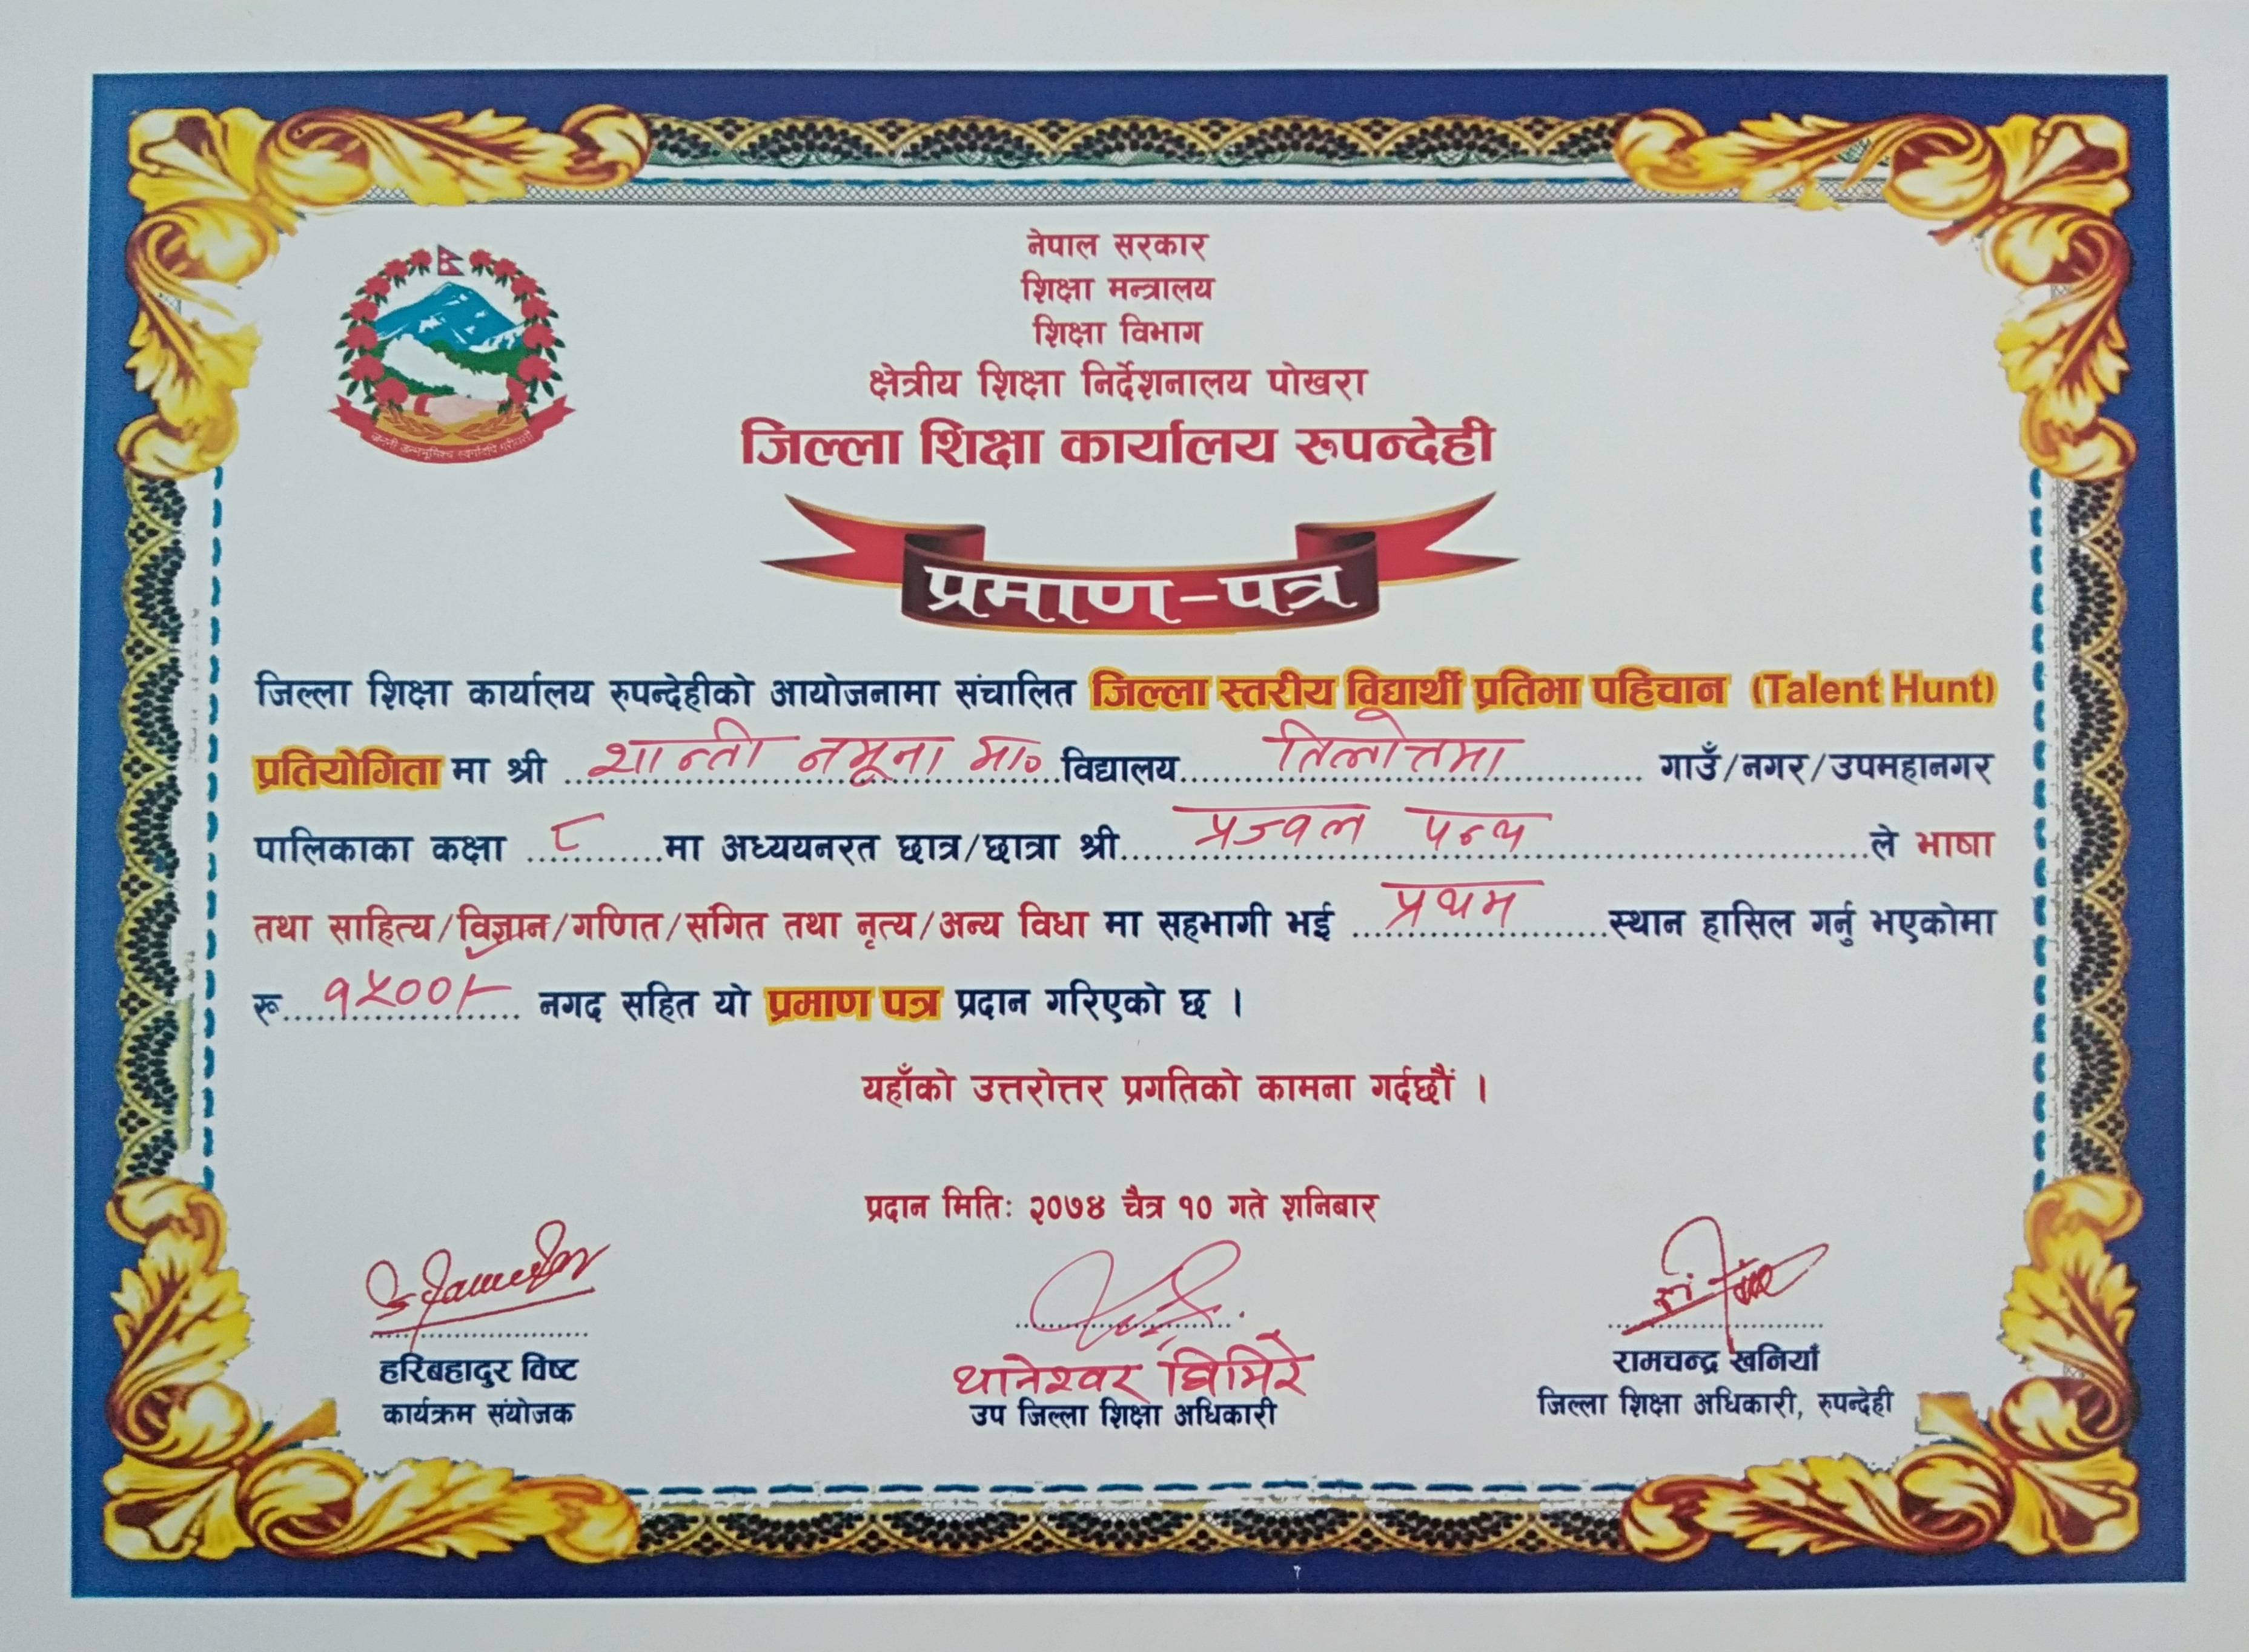 नेपाल सरकार
शिक्षा मन्त्रालय
शिक्षा विभाग
क्षेत्रीय शिक्षा निर्देशनालय पोखरा
जिल्ला शिक्षा कार्यालय रुपन्देही
जननी जन्मभूमिश्च स्वर्गादपि गरीयसी
प्रमाण-पत्र
जिल्ला शिक्षा कार्यालय रुपन्देहीको आयोजनामा संचालित जिल्ला स्तरीय विद्यार्थी प्रतिभा पहिचान (Talent Hunt)
प्रतियोगिता मा श्री शान्ती नमूना मा० विद्यालय तिलोत्तमा गाउँ/नगर/उपमहानगर
पालिकाका कक्षा ८ मा अध्ययनरत छात्र/छात्रा श्री प्रज्वल पन्थ ले भाषा
तथा साहित्य/विज्ञान/गणित/संगित तथा नृत्य/अन्य विधा मा सहभागी भई प्रथम स्थान हासिल गर्नु भएकोमा
रू १५००/- नगद सहित यो प्रमाण पत्र प्रदान गरिएको छ ।
यहाँको उत्तरोत्तर प्रगतिको कामना गर्दछौं ।
प्रदान मितिः २०७४ चैत्र १० गते शनिबार
हरिबहादुर विष्ट
कार्यक्रम संयोजक
थानेश्वर घिमिरे
उप जिल्ला शिक्षा अधिकारी
रामचन्द्र खनियाँ
जिल्ला शिक्षा अधिकारी, रुपन्देही